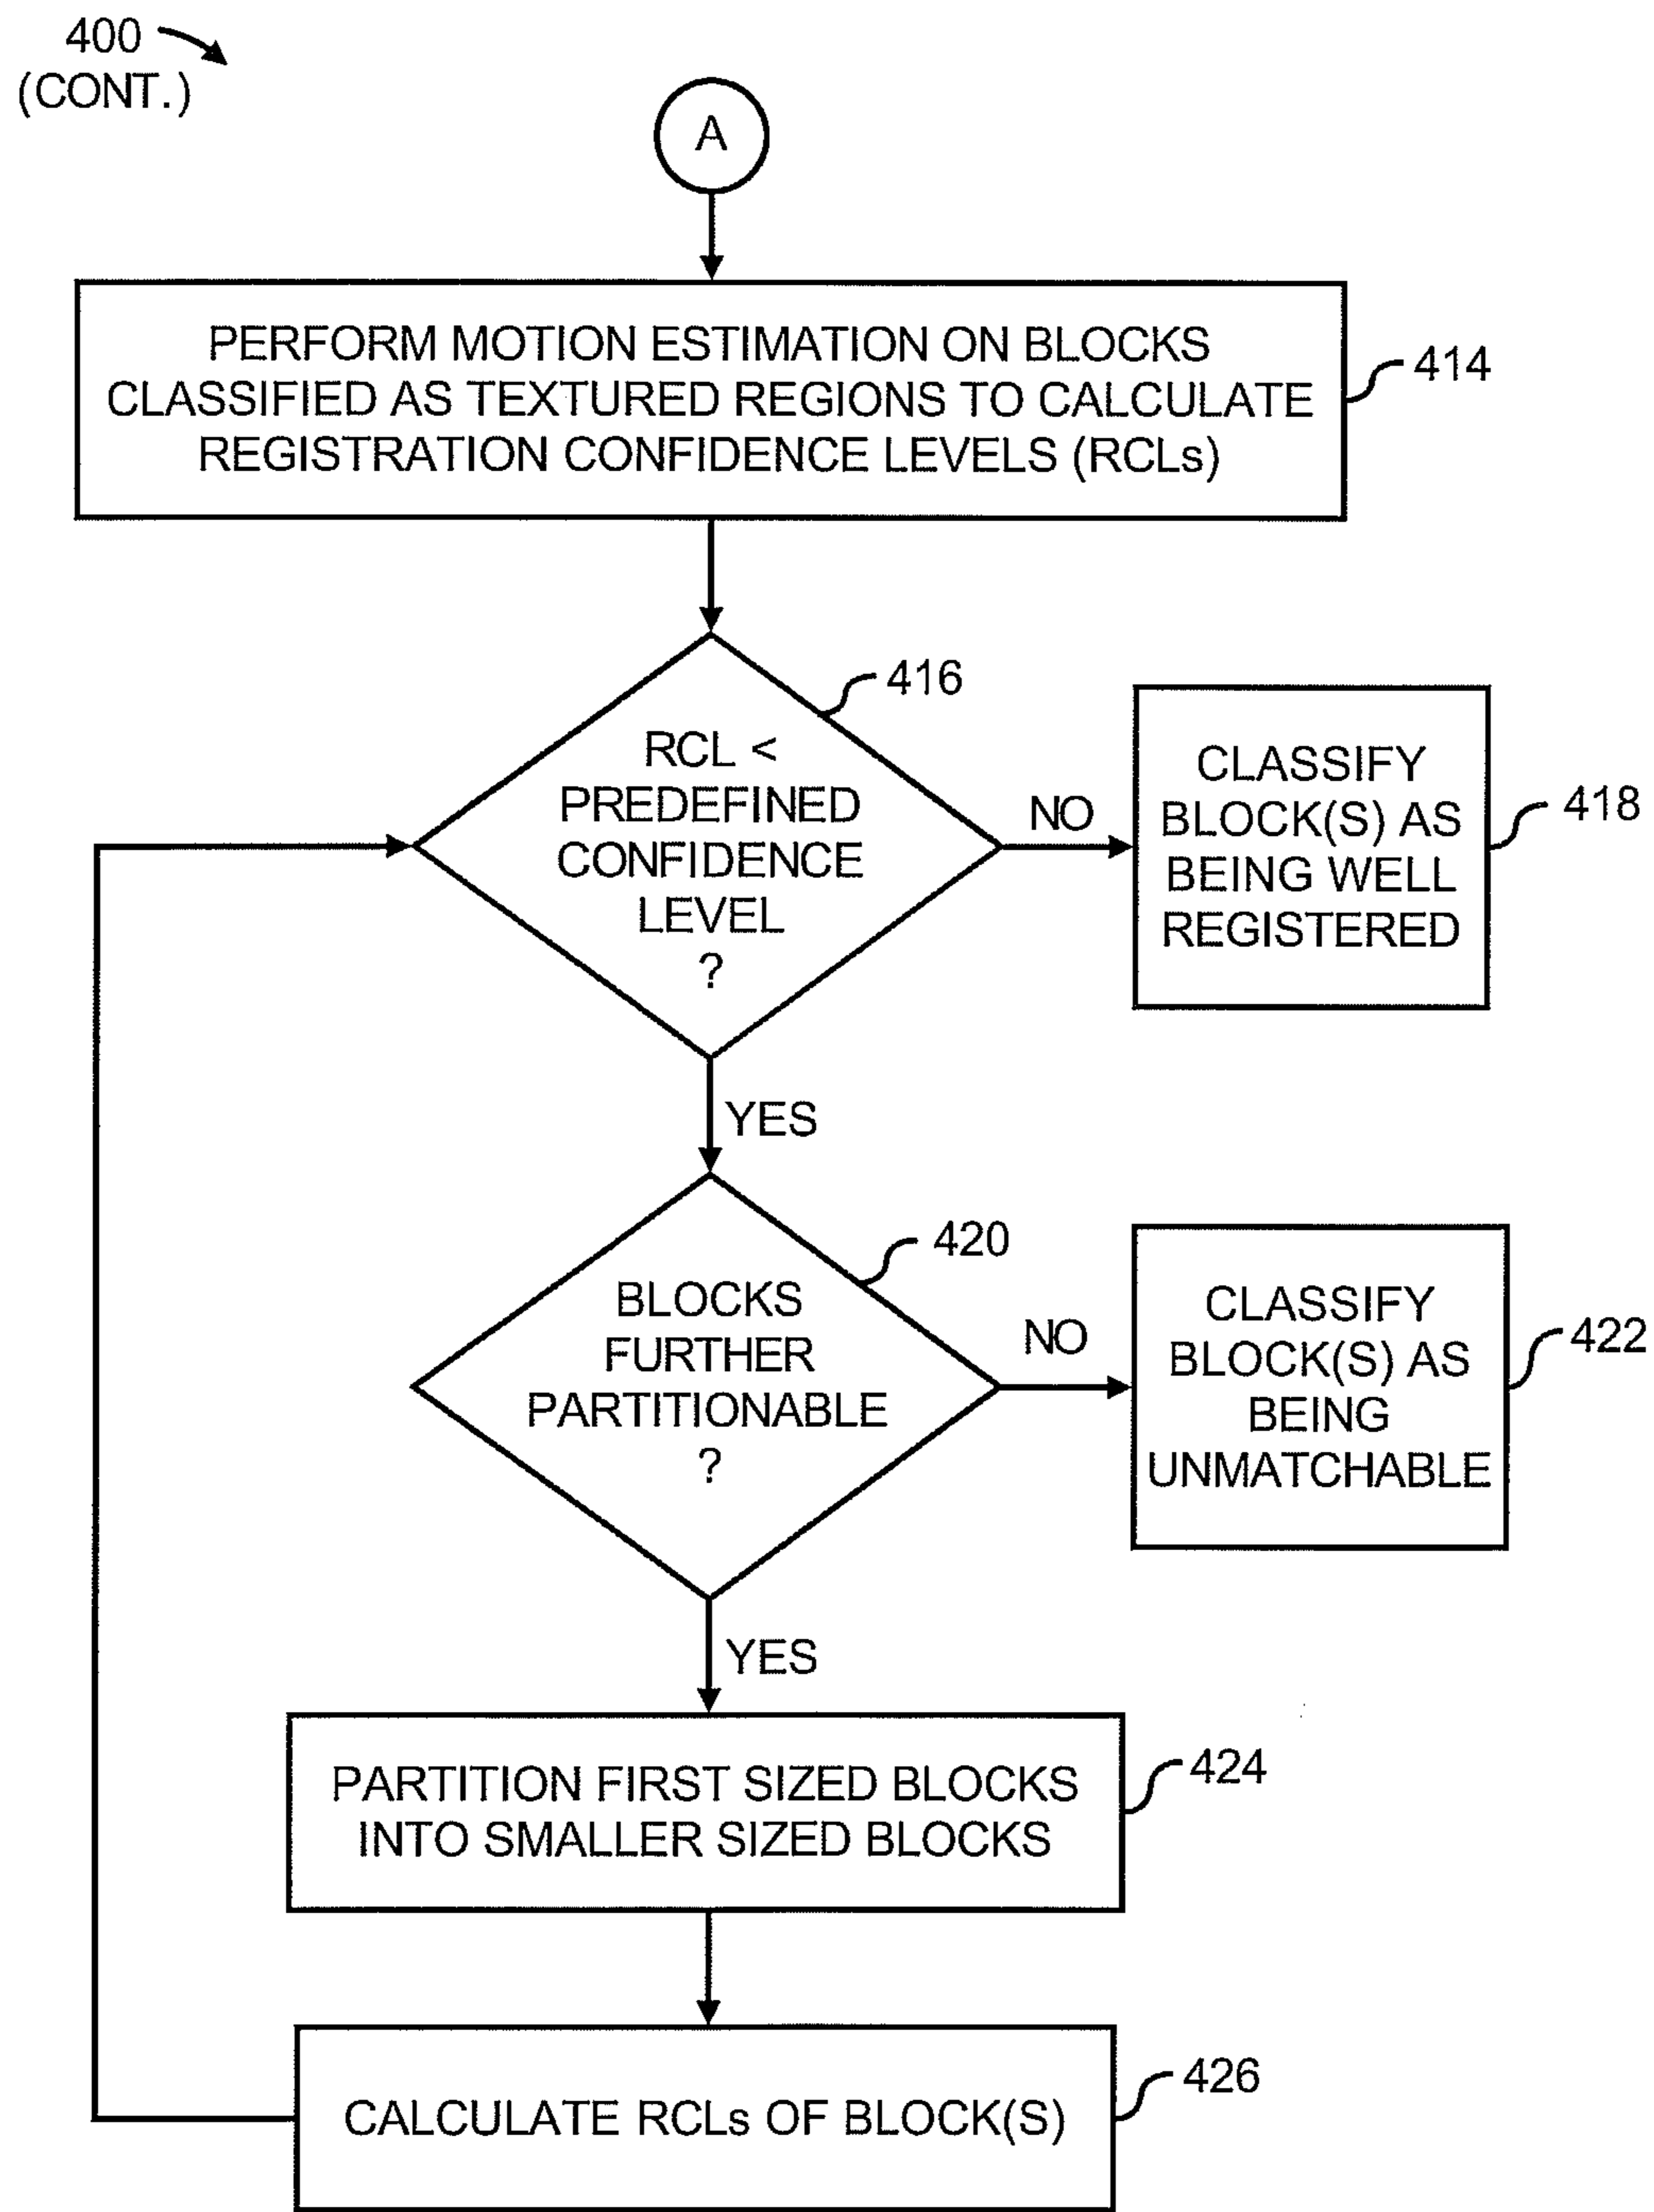 400
(CONT.)
A
PERFORM MOTION ESTIMATION ON BLOCKS
CLASSIFIED AS TEXTURED REGIONS TO CALCULATE
REGISTRATION CONFIDENCE LEVELS (RCLs)
414
416
RCL <
PREDEFINED
CONFIDENCE
LEVEL
?
NO
CLASSIFY
BLOCK(S) AS
BEING WELL
REGISTERED
418
YES
420
BLOCKS
FURTHER
PARTITIONABLE
?
NO
CLASSIFY
BLOCK(S) AS
BEING
UNMATCHABLE
422
YES
PARTITION FIRST SIZED BLOCKS
INTO SMALLER SIZED BLOCKS
424
CALCULATE RCLs OF BLOCK(S)
426